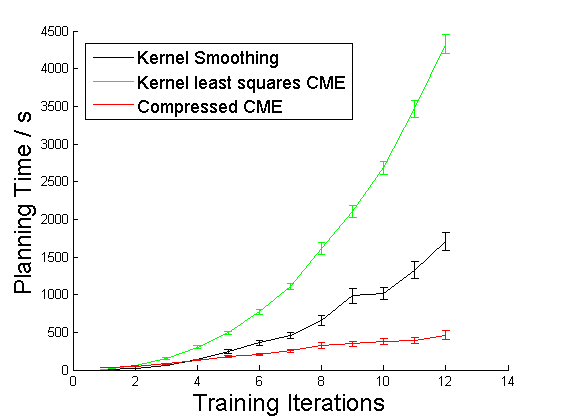 4500
4000
3500
3000
2500
2000
1500
1000
500
0
Planning Time / s
Kernel Smoothing
Kernel least squares CME
Compressed CME
0 2 4 6 8 10 12 14
Training Iterations